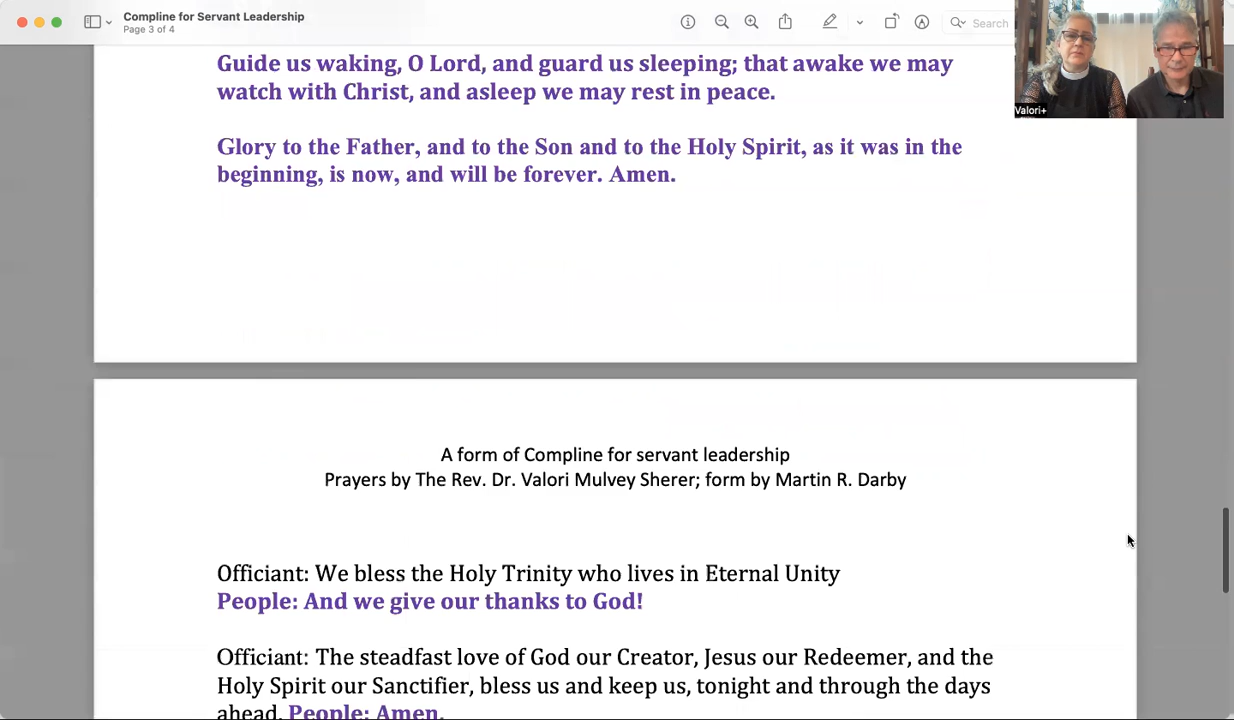 Compline for Servant Leadership
Page 3 of 4
Search
Valori+
Guide us waking, O Lord, and guard us sleeping; that awake we may
watch with Christ, and asleep we may rest in peace.
Glory to the Father, and to the Son and to the Holy Spirit, as it was in the
beginning, is now, and will be forever. Amen.
A form of Compline for servant leadership
Prayers by The Rev. Dr. Valori Mulvey Sherer; form by Martin R. Darby
Officiant: We bless the Holy Trinity who lives in Eternal Unity
People: And we give our thanks to God!
Officiant: The steadfast love of God our Creator, Jesus our Redeemer, and the
Holy Spirit our Sanctifier, bless us and keep us, tonight and through the days
ahead. People: Amen.